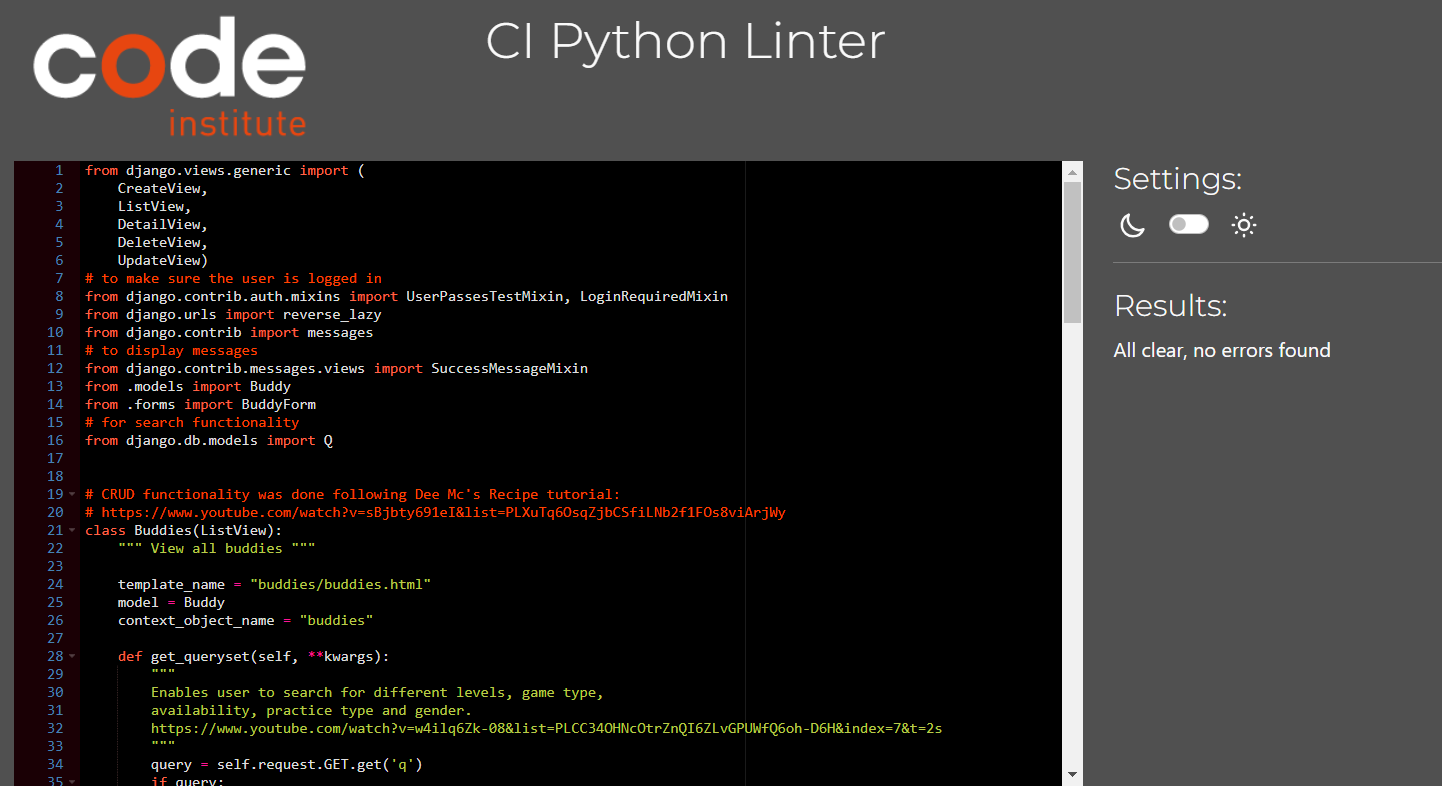 code
institute
CI Python Linter
1 from django.views.generic import (
2 CreateView,
3 ListView,
4 DetailView,
5 DeleteView,
6 UpdateView)
7 # to make sure the user is logged in
8 from django.contrib.auth.mixins import UserPassesTestMixin, LoginRequiredMixin
9 from django.urls import reverse_lazy
10 from django.contrib import messages
11 # to display messages
12 from django.contrib.messages.views import SuccessMessageMixin
13 from .models import Buddy
14 from .forms import BuddyForm
15 # for search functionality
16 from django.db.models import Q
17
18
19 # CRUD functionality was done following Dee Mc's Recipe tutorial:
20 # https://www.youtube.com/watch?v=sBjbty691eI&list=PLXuTq6OsqZjbCSfiLNb2f1FOs8viArjWy
21 class Buddies(ListView):
22 """ View all buddies """
23
24 template_name = "buddies/buddies.html"
25 model = Buddy
26 context_object_name = "buddies"
27
28 def get_queryset(self, **kwargs):
29 """
30 Enables user to search for different levels, game type,
31 availability, practice type and gender.
32 https://www.youtube.com/watch?v=w4ilq6Zk-08&list=PLCC34OHNcOtrZnQI6ZLvGPUWfQ6oh-D6H&index=7&t=2s
33 """
34 query = self.request.GET.get('q')
35 if query:
Settings:
Results:
All clear, no errors found